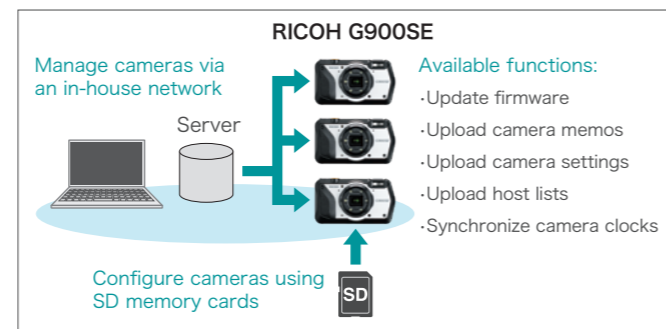 RICOH G900SE
Manage cameras via
an in-house network
Server
Available functions:
·Update firmware
·Upload camera memos
·Upload camera settings
·Upload host lists
·Synchronize camera clocks
Configure cameras using
SD memory cards
SD